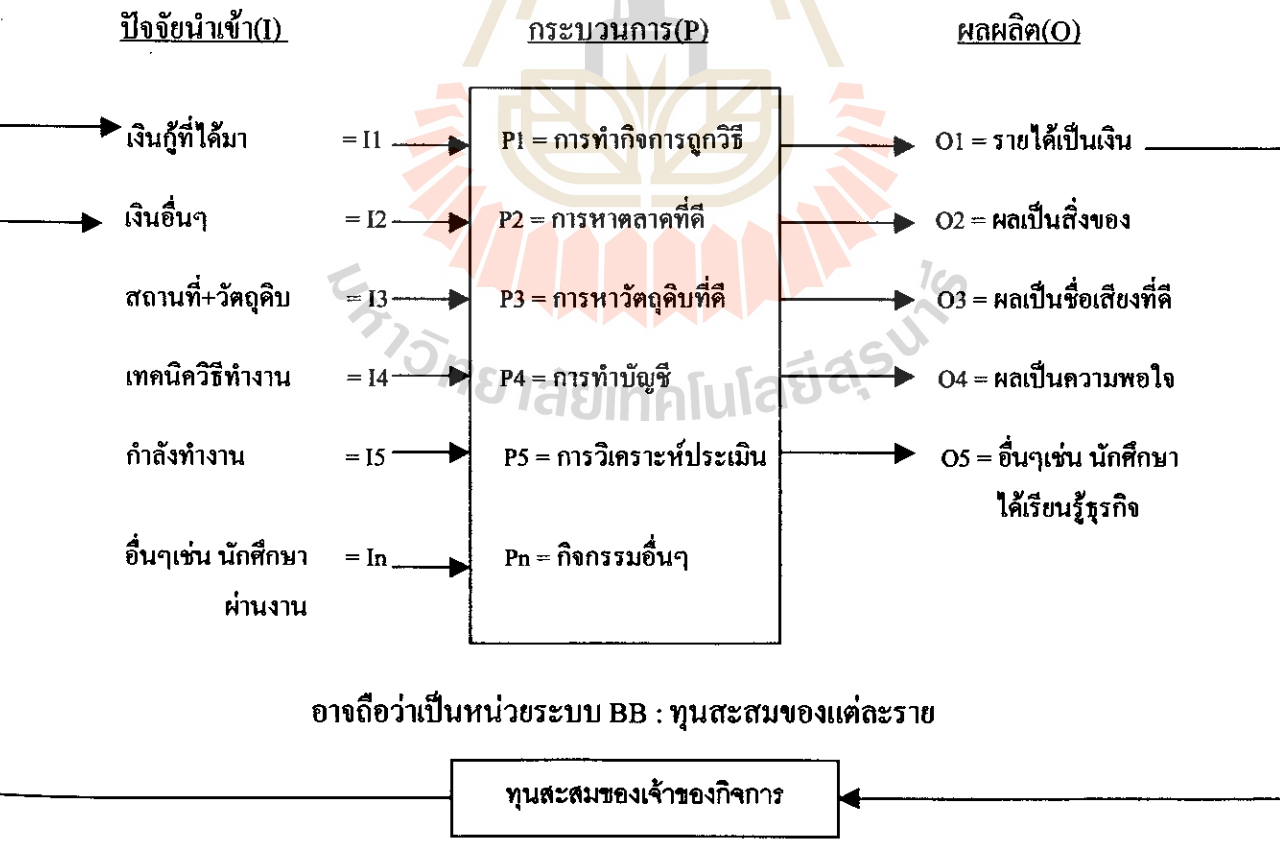 ปัจจัยนำเข้า(I) กระบวนการ(P) ผลผลิต(O)
เงินกู้ที่ได้มา = I1 P1 = การทำกิจการถูกวิธี O1 = รายได้เป็นเงิน
เงินอื่นๆ = I2 P2 = การหาตลาดที่ดี O2 = ผลเป็นสิ่งของ
สถานที่+วัตถุดิบ = I3 P3 = การหาวัตถุดิบที่ดี O3 = ผลเป็นชื่อเสียงที่ดี
เทคนิควิธีทำงาน = I4 P4 = การทำบัญชี O4 = ผลเป็นความพอใจ
กำลังทำงาน = I5 P5 = การวิเคราะห์ประเมิน O5 = อื่นๆเช่น นักศึกษา
ได้เรียนรู้ธุรกิจ
อื่นๆเช่น นักศึกษา = In Pn = กิจกรรมอื่นๆ
ผ่านงาน
มหาวิทยาลัยเทคโนโลยีสุรนารี
อาจถือว่าเป็นหน่วยระบบ BB : ทุนสะสมของแต่ละราย
ทุนสะสมของเจ้าของกิจการ